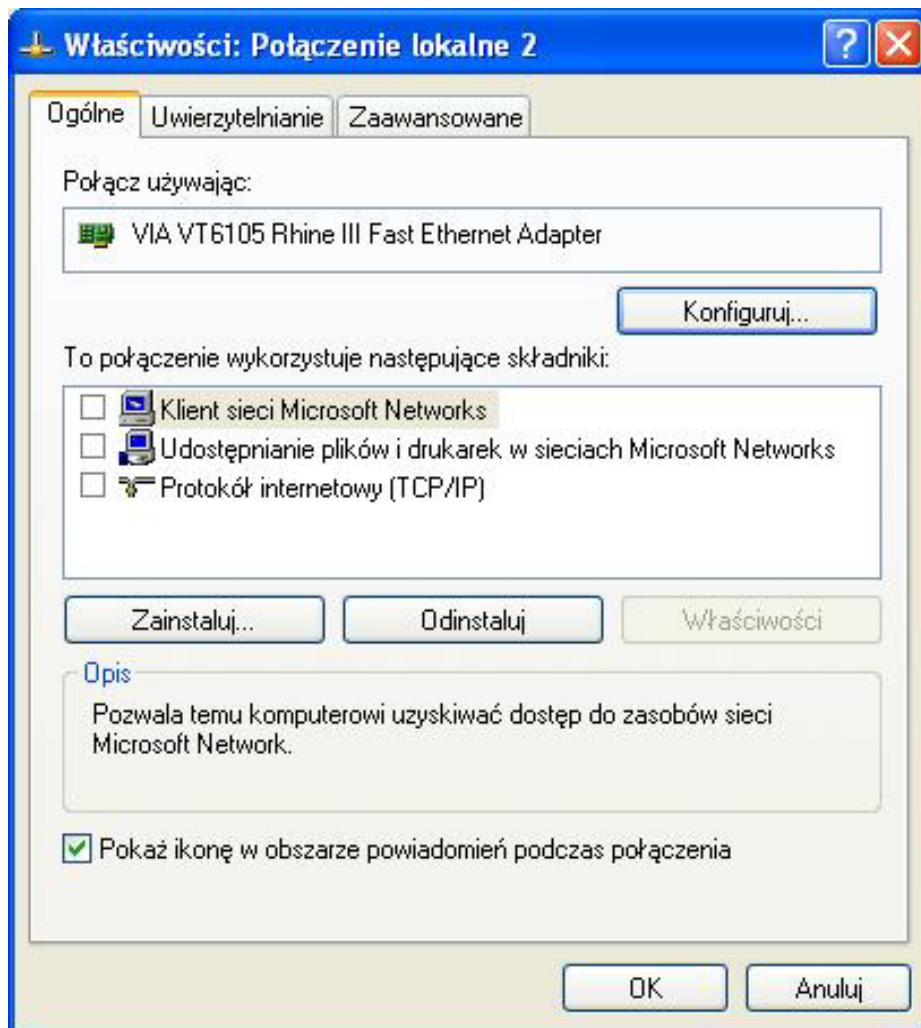 Właściwości: Połączenie lokalne 2
Ogólne Uwierzytelnianie Zaawansowane
Połącz używając:
VIA VT6105 Rhine III Fast Ethernet Adapter
Konfiguruj...
To połączenie wykorzystuje następujące składniki:
Klient sieci Microsoft Networks
Udostępnianie plików i drukarek w sieciach Microsoft Networks
Protokół internetowy (TCP/IP)
Zainstaluj... Odinstaluj Właściwości
Opis
Pozwala temu komputerowi uzyskiwać dostęp do zasobów sieci
Microsoft Network.
Pokaż ikonę w obszarze powiadomień podczas połączenia
OK Anuluj